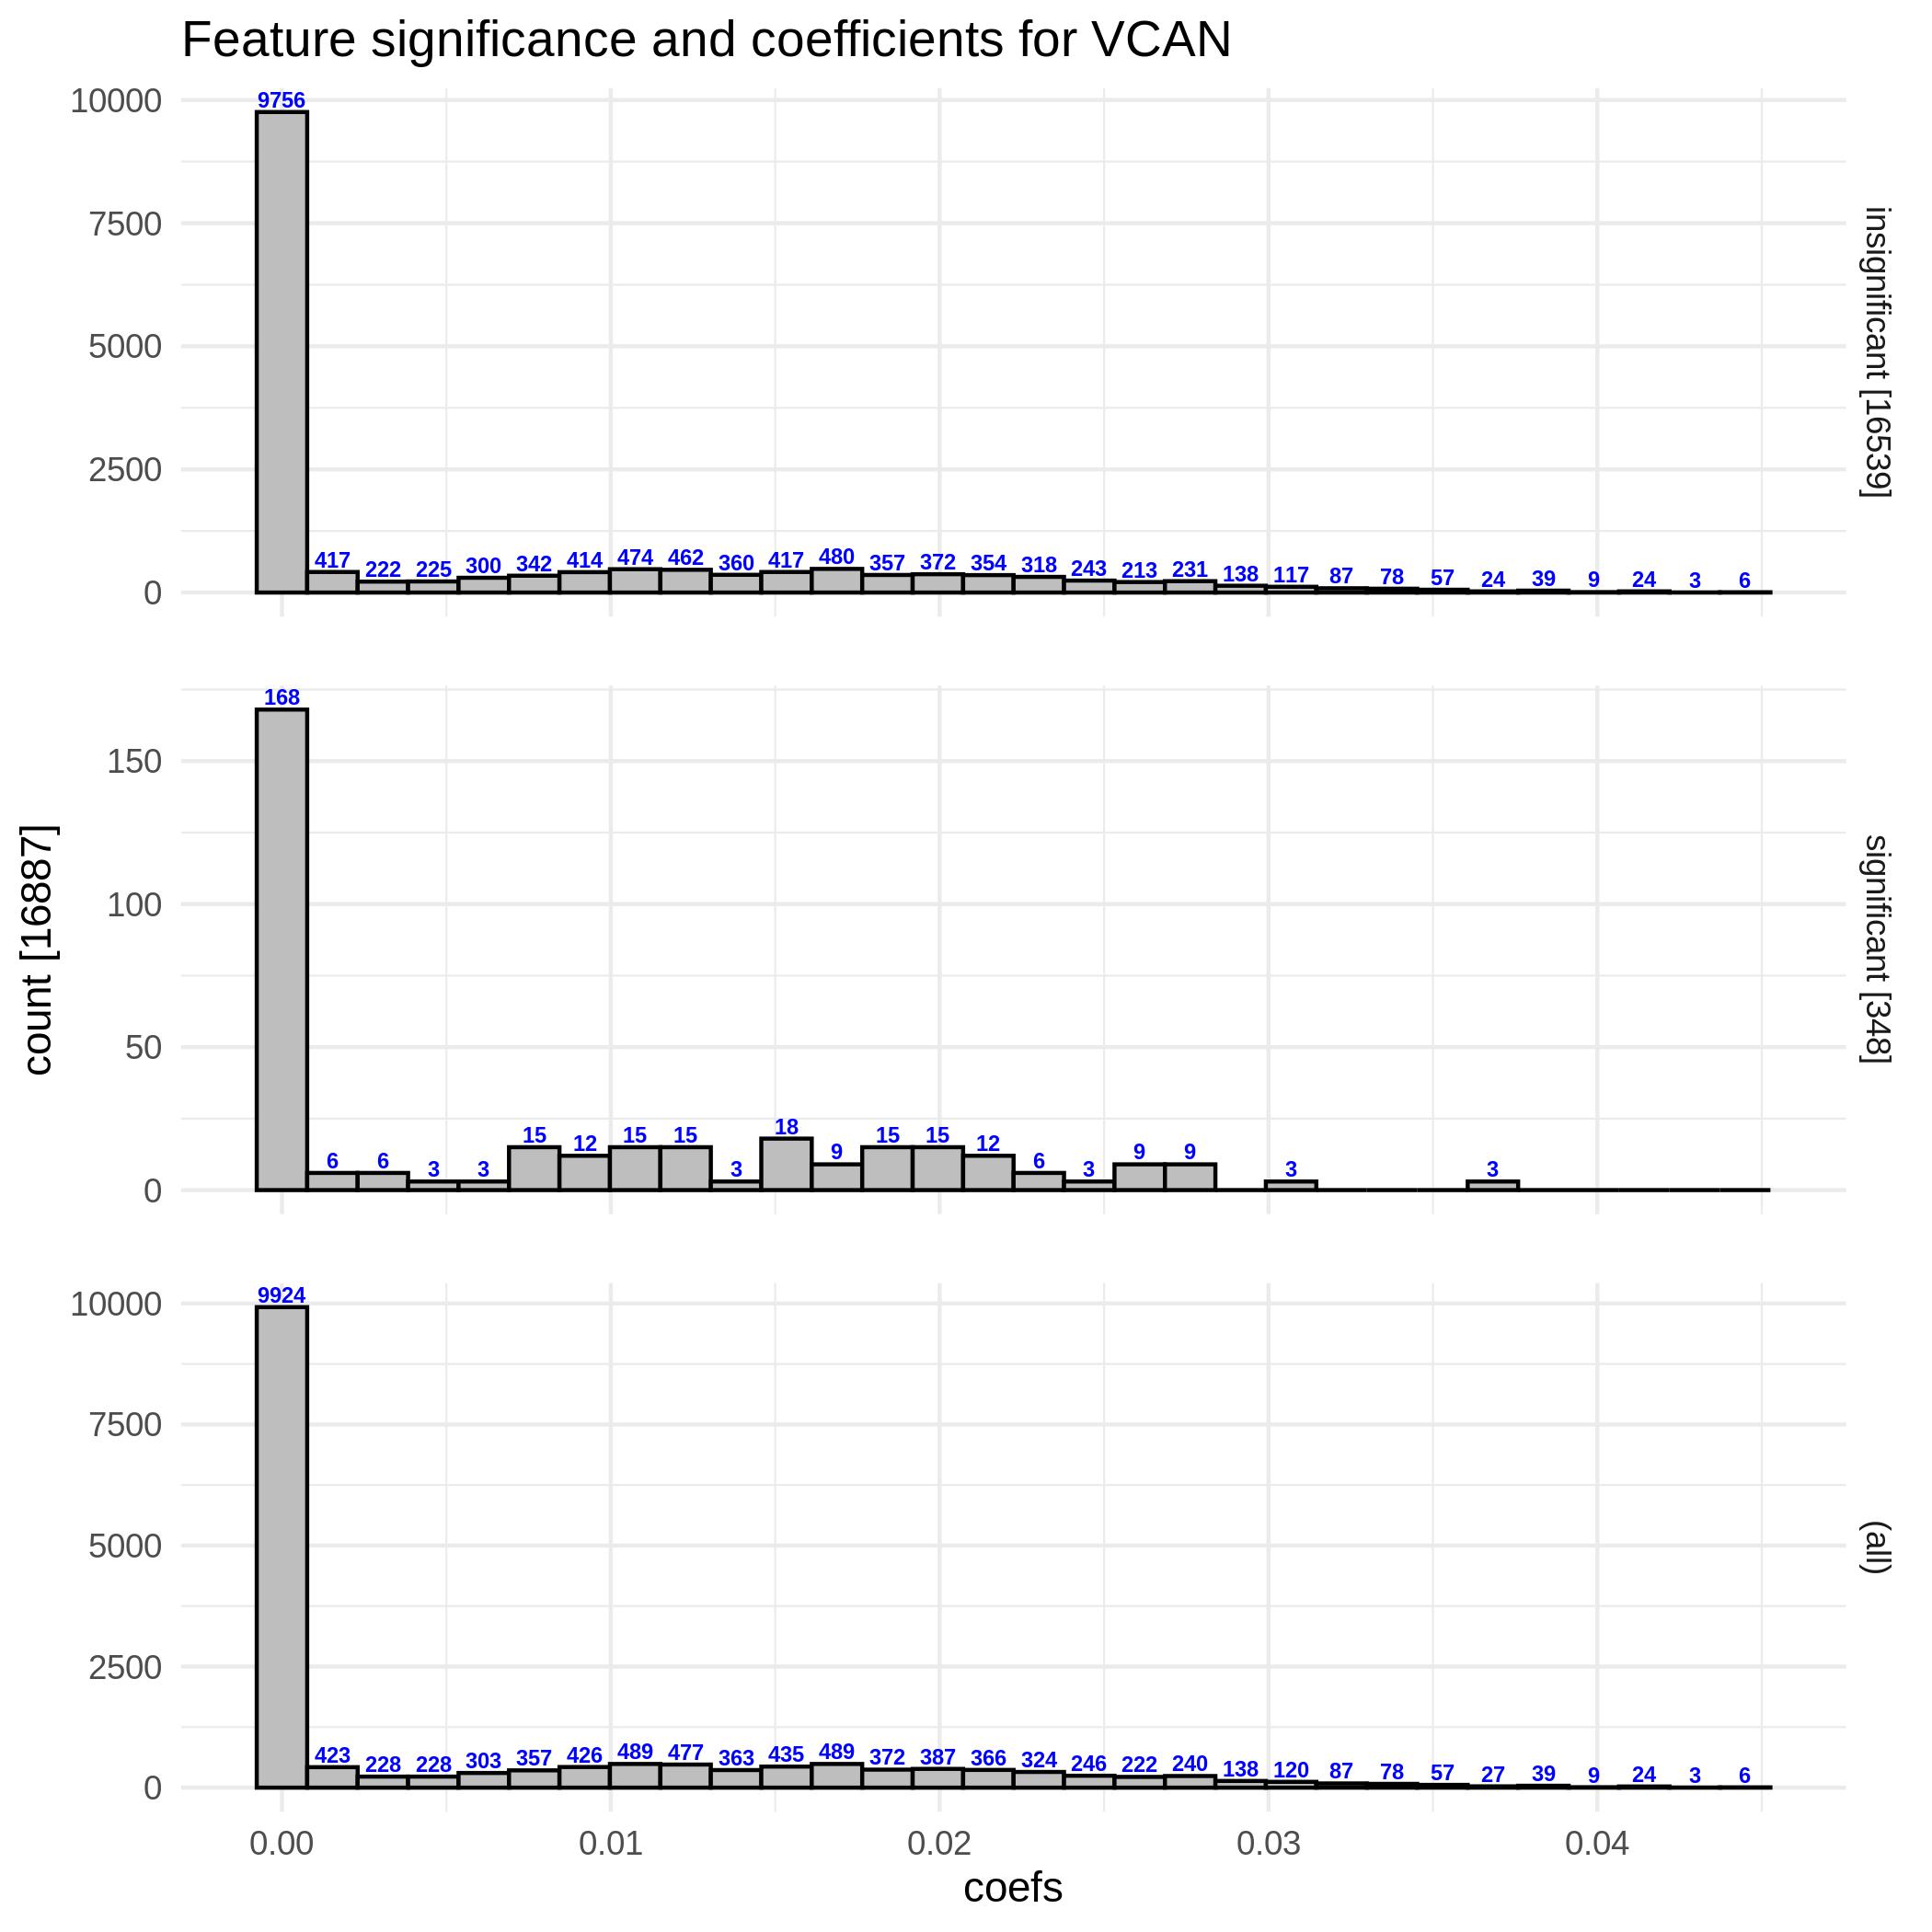 Feature significance and coefficients for VCAN
10000
7500
5000
2500
0
9756
417 222 225 300 342 414 474 462 360 417 480 357 372 354 318 243 213 231 138 117 87 78 57 24 39 9 24 3 6
insignificant [16539]
150
100
50
0
168
6 6 3 3 15 12 15 15 3 18 9 15 15 12 6 3 9 9 3 3
significant [348]
count [16887]
10000
7500
5000
2500
0
9924
423 228 228 303 357 426 489 477 363 435 489 372 387 366 324 246 222 240 138 120 87 78 57 27 39 9 24 3 6
(all)
0.00 0.01 0.02 0.03 0.04
coefs